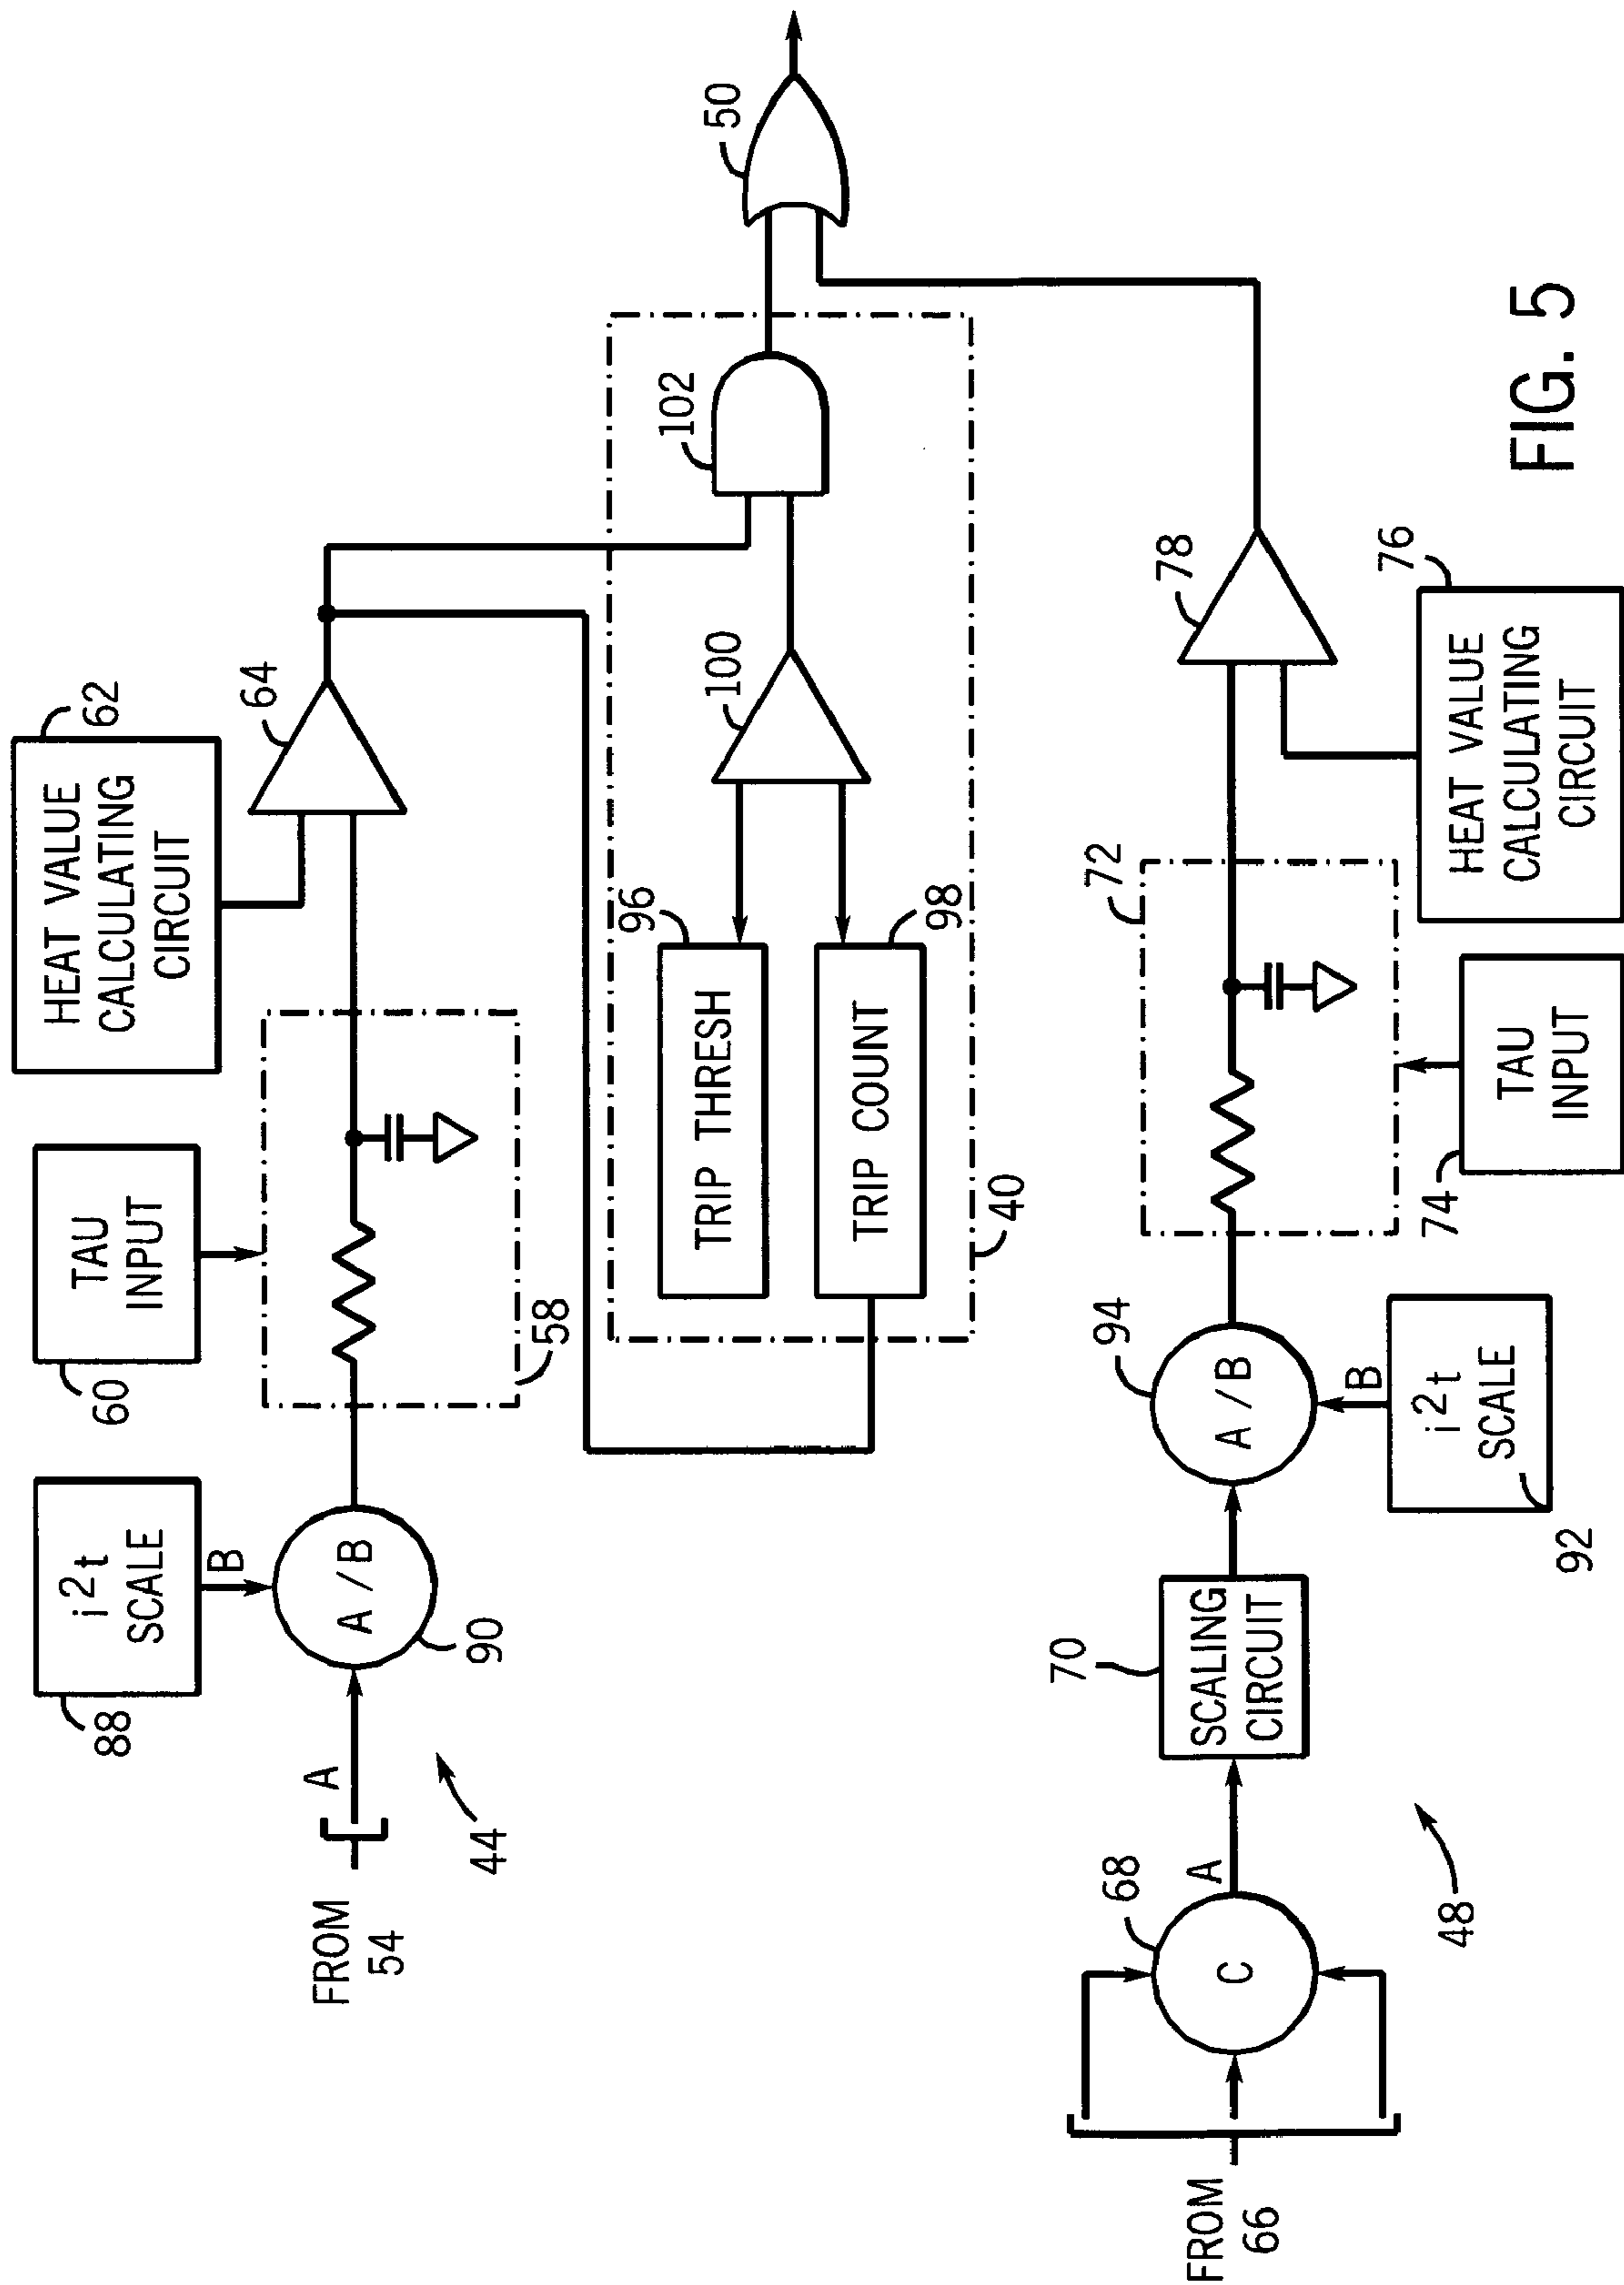 88
i²t
SCALE
B
FROM
54
A
A/B
90
44
60
TAU
INPUT
58
62
HEAT VALUE
CALCULATING
CIRCUIT
64
96
TRIP THRESH
98
TRIP COUNT
100
102
40
50
FROM
66
C
68
A
70
SCALING
CIRCUIT
94
A/B
B
i²t
SCALE
92
48
72
74
TAU
INPUT
78
76
HEAT VALUE
CALCULATING
CIRCUIT
FIG. 5